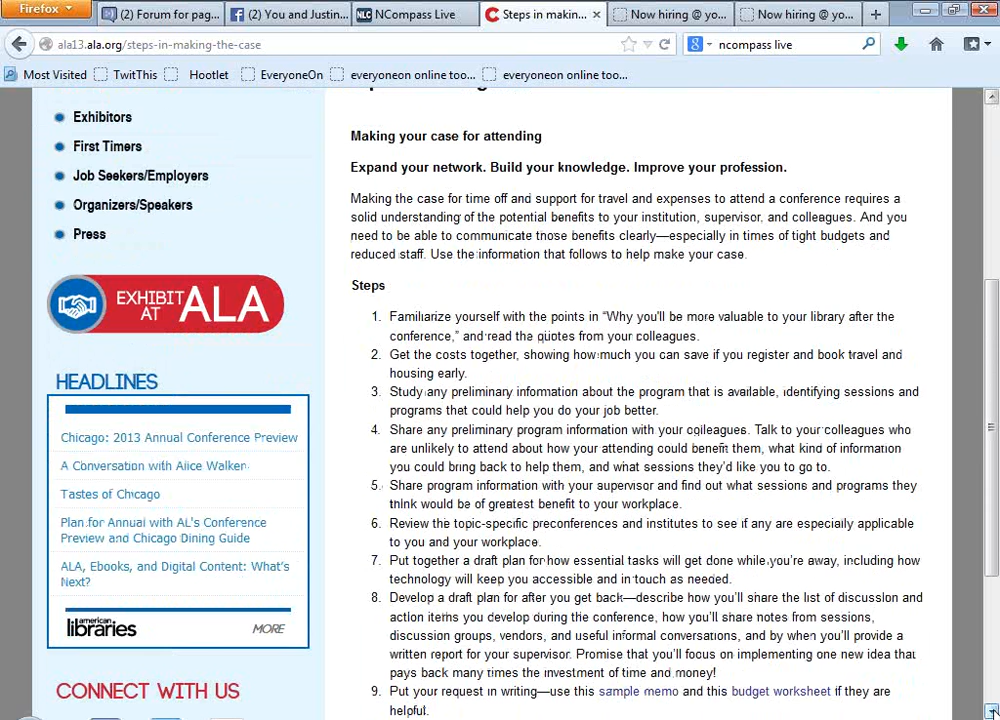 Firefox
(2) Forum for pag...
(2) You and Justin...
NLC NCompass Live
Steps in makin...
Now hiring @ yo...
Now hiring @ yo...
ala13.ala.org/steps-in-making-the-case
ncompass live
Most Visited
TwitThis
Hootlet
EveryoneOn
everyoneon online too...
everyoneon online too...
Exhibitors
First Timers
Job Seekers/Employers
Organizers/Speakers
Press
EXHIBIT AT ALA
HEADLINES
Chicago: 2013 Annual Conference Preview
A Conversation with Alice Walker
Tastes of Chicago
Plan for Annual with AL's Conference
Preview and Chicago Dining Guide
ALA, Ebooks, and Digital Content: What's
Next?
american
libraries
MORE
CONNECT WITH US
Making your case for attending
Expand your network. Build your knowledge. Improve your profession.
Making the case for time off and support for travel and expenses to attend a conference requires a
solid understanding of the potential benefits to your institution, supervisor, and colleagues. And you
need to be able to communicate those benefits clearly—especially in times of tight budgets and
reduced staff. Use the information that follows to help make your case.
Steps
1. Familiarize yourself with the points in “Why you'll be more valuable to your library after the
conference,” and read the quotes from your colleagues.
2. Get the costs together, showing how much you can save if you register and book travel and
housing early.
3. Study any preliminary information about the program that is available, identifying sessions and
programs that could help you do your job better.
4. Share any preliminary program information with your colleagues. Talk to your colleagues who
are unlikely to attend about how your attending could benefit them, what kind of information
you could bring back to help them, and what sessions they'd like you to go to.
5. Share program information with your supervisor and find out what sessions and programs they
think would be of greatest benefit to your workplace.
6. Review the topic-specific preconferences and institutes to see if any are especially applicable
to you and your workplace.
7. Put together a draft plan for how essential tasks will get done while you're away, including how
technology will keep you accessible and in touch as needed.
8. Develop a draft plan for after you get back—describe how you'll share the list of discussion and
action items you develop during the conference, how you'll share notes from sessions,
discussion groups, vendors, and useful informal conversations, and by when you'll provide a
written report for your supervisor. Promise that you'll focus on implementing one new idea that
pays back many times the investment of time and money!
9. Put your request in writing—use this sample memo and this budget worksheet if they are
helpful.